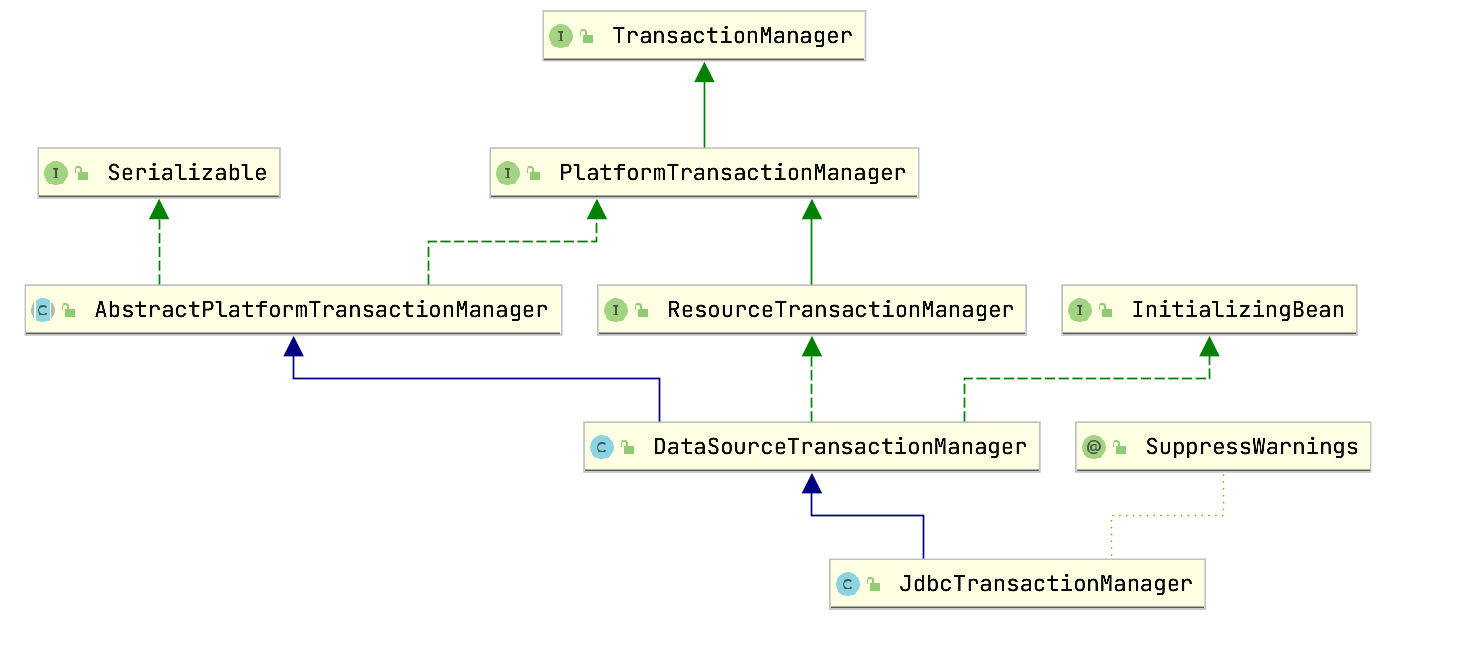 I TransactionManager
I Serializable
I PlatformTransactionManager
C AbstractPlatformTransactionManager
I ResourceTransactionManager
I InitializingBean
C DataSourceTransactionManager
@ SuppressWarnings
C JdbcTransactionManager